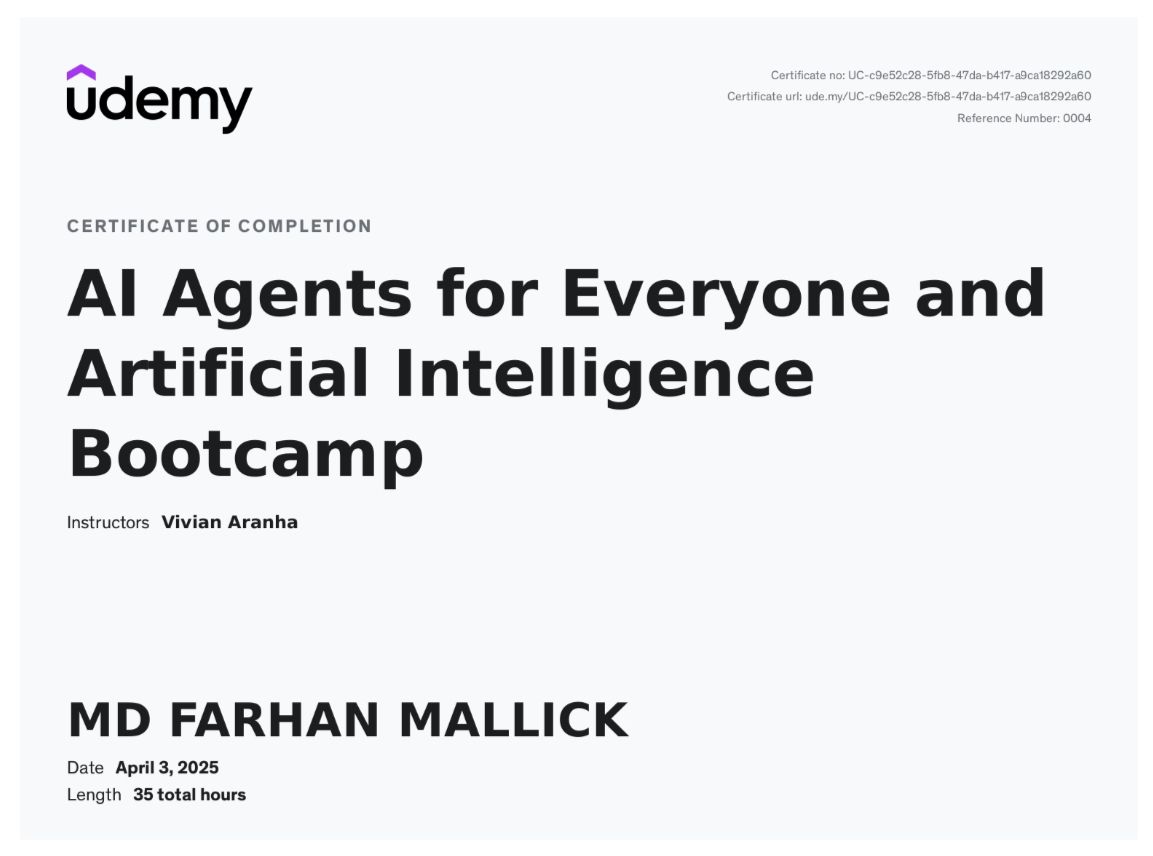 udemy
Certificate no: UC-c9e52c28-5fb8-47da-b417-a9ca18292a60
Certificate url: ude.my/UC-c9e52c28-5fb8-47da-b417-a9ca18292a60
Reference Number: 0004
CERTIFICATE OF COMPLETION
AI Agents for Everyone and
Artificial Intelligence
Bootcamp
Instructors Vivian Aranha
MD FARHAN MALLICK
Date April 3, 2025
Length 35 total hours